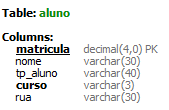 Table: aluno
Columns:
matricula decimal(4,0) PK
nome varchar(30)
tp_aluno varchar(40)
curso varchar(3)
rua varchar(30)